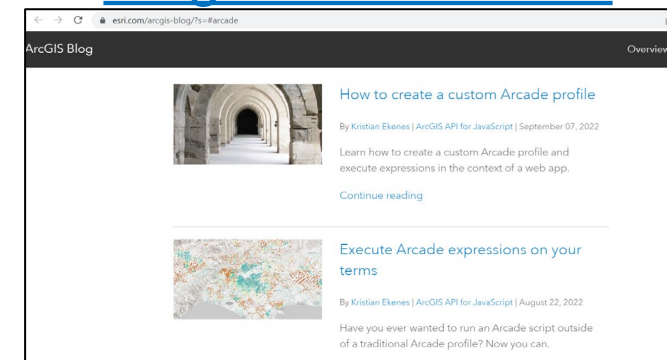 esri.com/arcgis-blog/?s=#arcade
ArcGIS Blog
Overview
How to create a custom Arcade profile
By Kristian Ekenes | ArcGIS API for JavaScript | September 07, 2022
Learn how to create a custom Arcade profile and
execute expressions in the context of a web app.
Continue reading
Execute Arcade expressions on your
terms
By Kristian Ekenes | ArcGIS API for JavaScript | August 22, 2022
Have you ever wanted to run an Arcade script outside
of a traditional Arcade profile? Now you can.